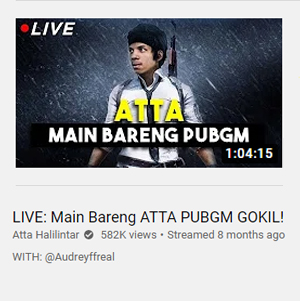 LIVE
ATTA
MAIN BARENG PUBGM
1:04:15
LIVE: Main Bareng ATTA PUBGM GOKIL!
Atta Halilintar 582K views • Streamed 8 months ago
WITH: @Audreyffreal